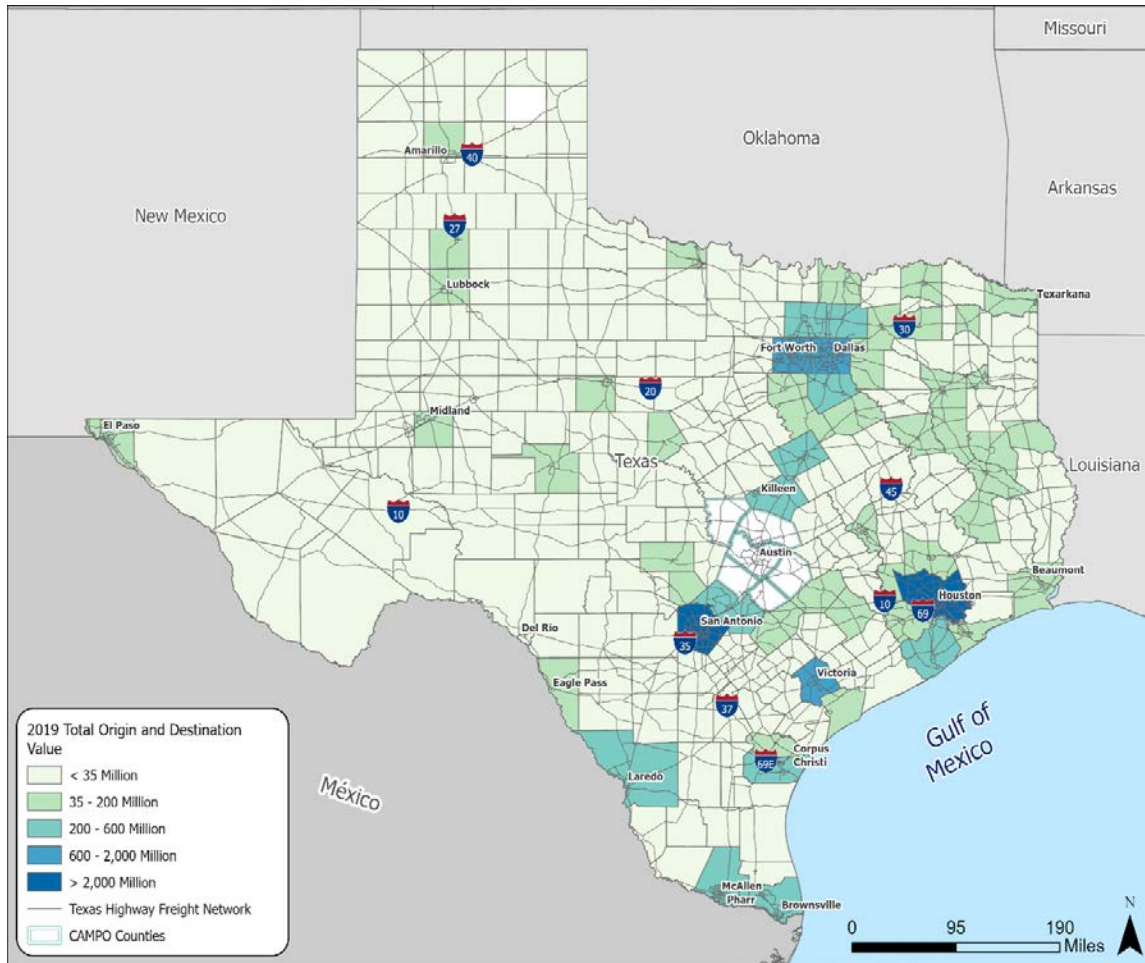 Missouri
Oklahoma
Arkansas
New Mexico
Amarillo
40
27
Lubbock
Texarkana
30
Fort Worth
Dallas
20
Midland
El Paso
Texas
Louisiana
Killeen
45
10
Austin
Beaumont
Houston
10
69
San Antonio
Del Rio
35
Victoria
Eagle Pass
37
Gulf of
Mexico
Corpus
Christi
69E
Laredo
México
McAllen
Pharr
Brownsville
2019 Total Origin and Destination
Value
< 35 Million
35 - 200 Million
200 - 600 Million
600 - 2,000 Million
> 2,000 Million
Texas Highway Freight Network
CAMPO Counties
N
0 95 190
Miles